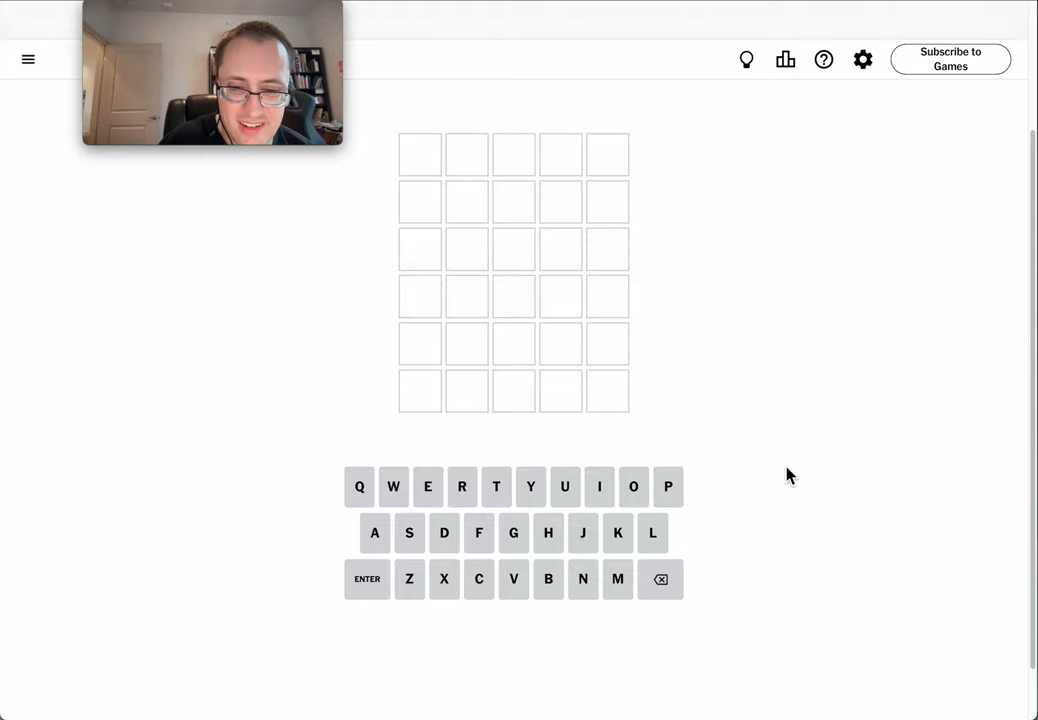 Subscribe to
Games
Q W E R T Y U I O P
A S D F G H J K L
ENTER Z X C V B N M